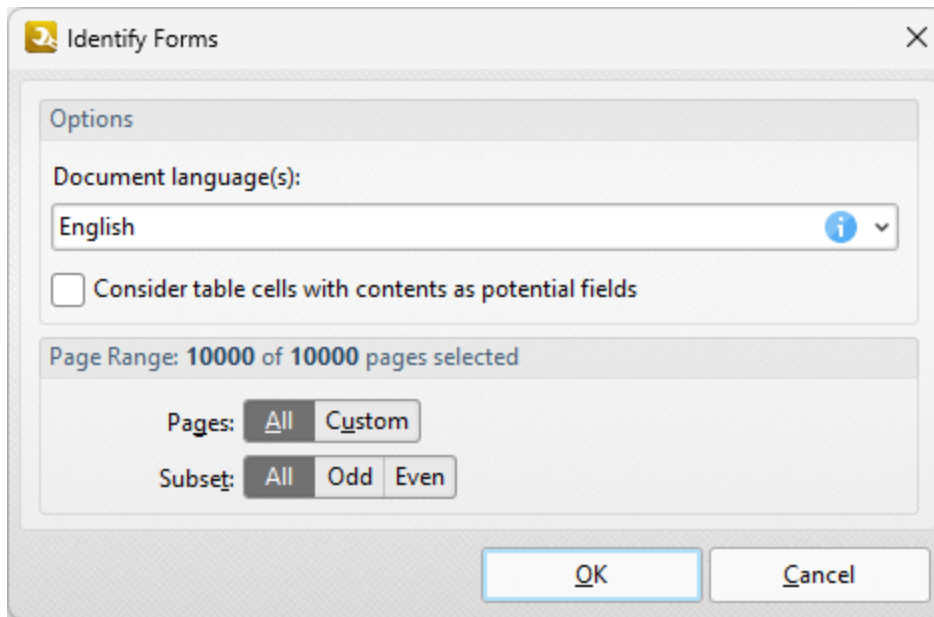 Identify Forms
Options
Document language(s):
English
Consider table cells with contents as potential fields
Page Range: 10000 of 10000 pages selected
Pages: All Custom
Subset: All Odd Even
OK Cancel